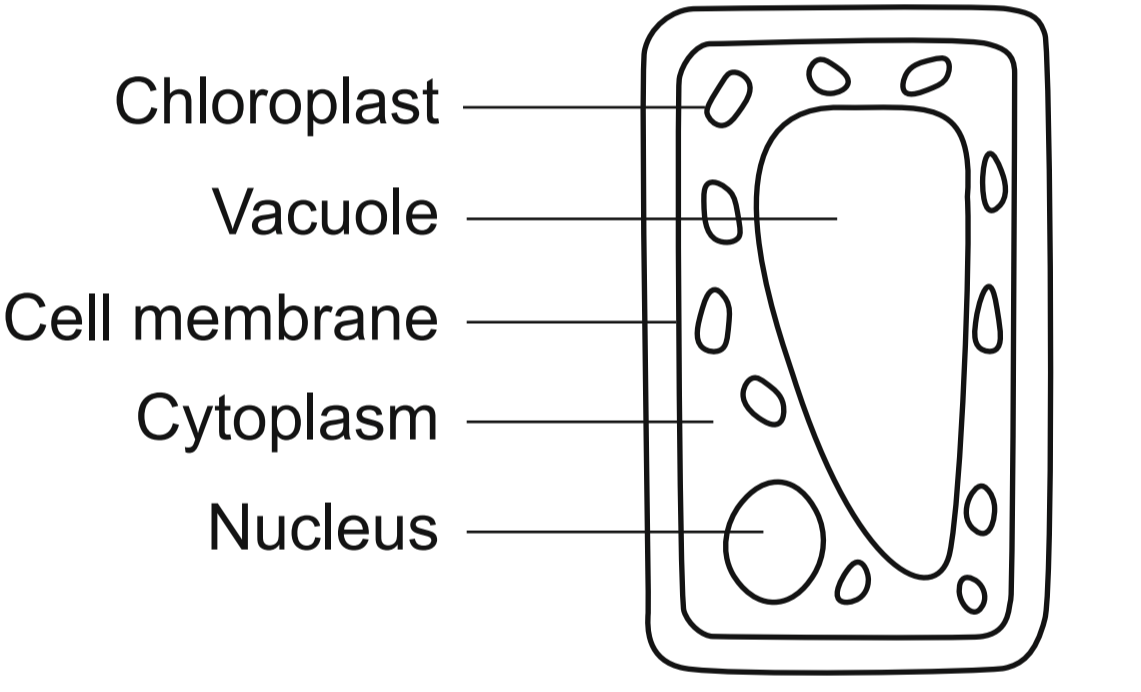 Chloroplast
Vacuole
Cell membrane
Cytoplasm
Nucleus